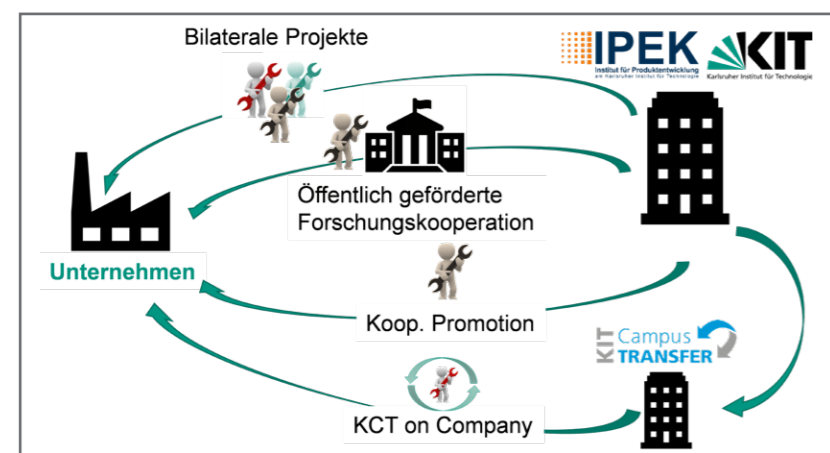 Bilaterale Projekte
IPEK
Institut für Produktentwicklung
am Karlsruher Institut für Technologie
KIT
Karlsruher Institut für Technologie
Öffentlich geförderte
Forschungskooperation
Unternehmen
Koop. Promotion
KIT Campus
TRANSFER
KCT on Company